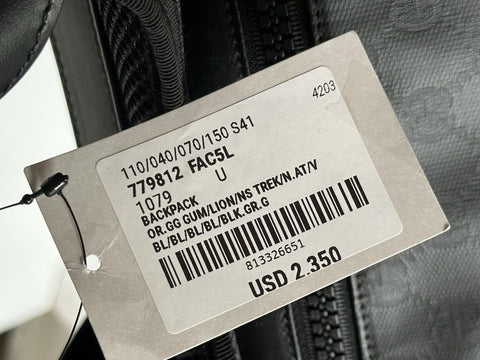 4203
110/040/070/150 S41
779812 FAC5L
1079 U
BACKPACK
OR.GG GUM/LION/NS TREK/N.AT/V
BL/BL/BL/BL/BLK.GR.G
813326651
USD 2.350